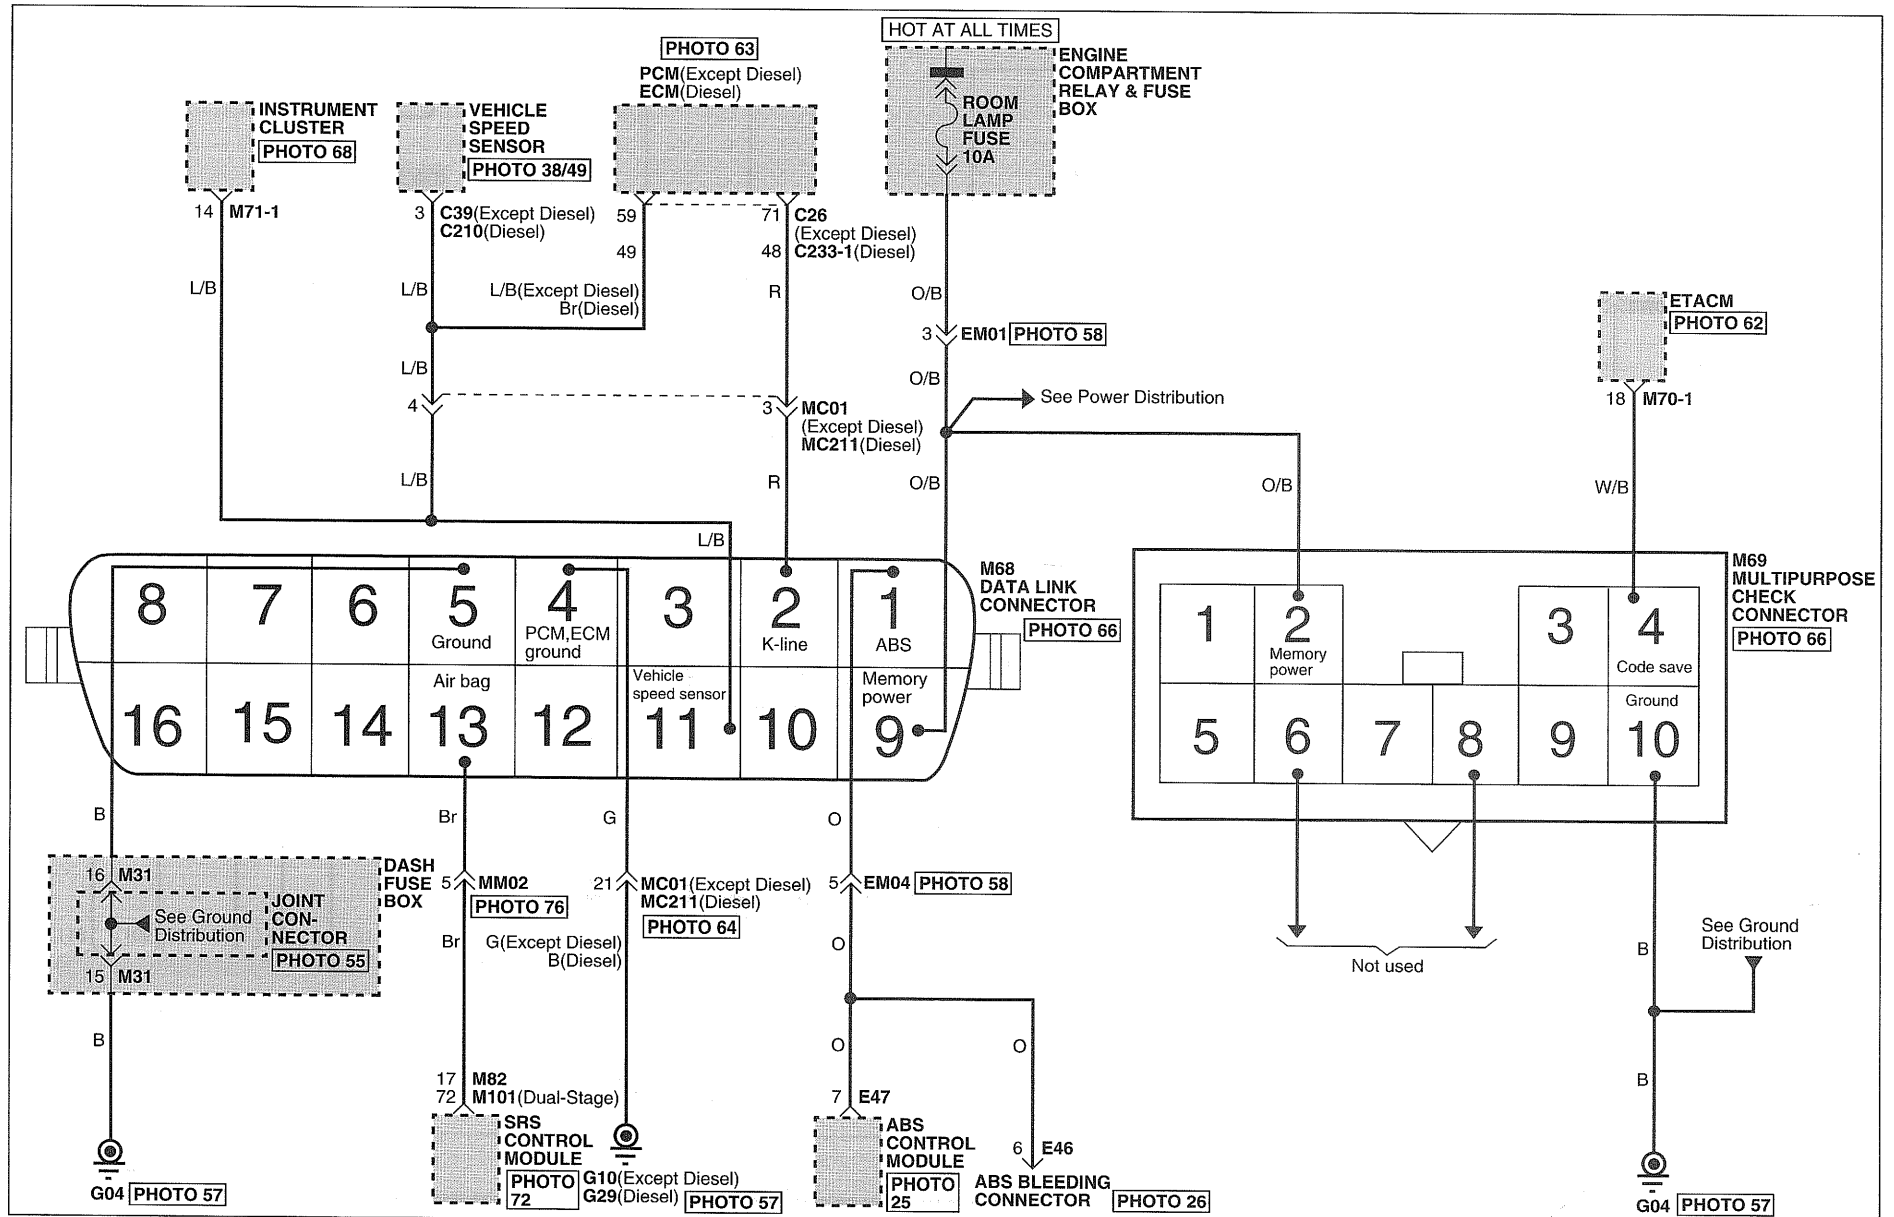 HOT AT ALL TIMES
ENGINE
COMPARTMENT
RELAY & FUSE
BOX
ROOM
LAMP
FUSE
10A
PHOTO 63
PCM(Except Diesel)
ECM(Diesel)
INSTRUMENT
CLUSTER
PHOTO 68
VEHICLE
SPEED
SENSOR
PHOTO 38/49
14 M71-1
3 C39(Except Diesel)
C210(Diesel)
59
49
71 C26
(Except Diesel)
48 C233-1(Diesel)
L/B
L/B
L/B(Except Diesel)
Br(Diesel)
R
O/B
3 EM01 PHOTO 58
ETACM
PHOTO 62
L/B
O/B
See Power Distribution
18 M70-1
4
3 MC01
(Except Diesel)
MC211(Diesel)
L/B
R
O/B
O/B
W/B
L/B
M68
DATA LINK
CONNECTOR
PHOTO 66
8
7
6
5
Ground
4
PCM,ECM
ground
3
2
K-line
1
ABS
16
15
14
Air bag
13
12
Vehicle
speed sensor
11
10
Memory
power
9
M69
MULTIPURPOSE
CHECK
CONNECTOR
PHOTO 66
1
2
Memory
power
3
4
Code save
5
6
7
8
9
Ground
10
B
Br
G
O
DASH
FUSE
BOX
16 M31
See Ground
Distribution
JOINT
CON-
NECTOR
PHOTO 55
15 M31
5 MM02
PHOTO 76
21 MC01(Except Diesel)
MC211(Diesel)
PHOTO 64
5 EM04 PHOTO 58
Br
G(Except Diesel)
B(Diesel)
O
Not used
B
See Ground
Distribution
B
O
O
B
17 M82
72 M101(Dual-Stage)
SRS
CONTROL
MODULE
PHOTO
72
G10(Except Diesel)
G29(Diesel) PHOTO 57
7 E47
ABS
CONTROL
MODULE
PHOTO
25
6 E46
ABS BLEEDING
CONNECTOR PHOTO 26
G04 PHOTO 57
G04 PHOTO 57